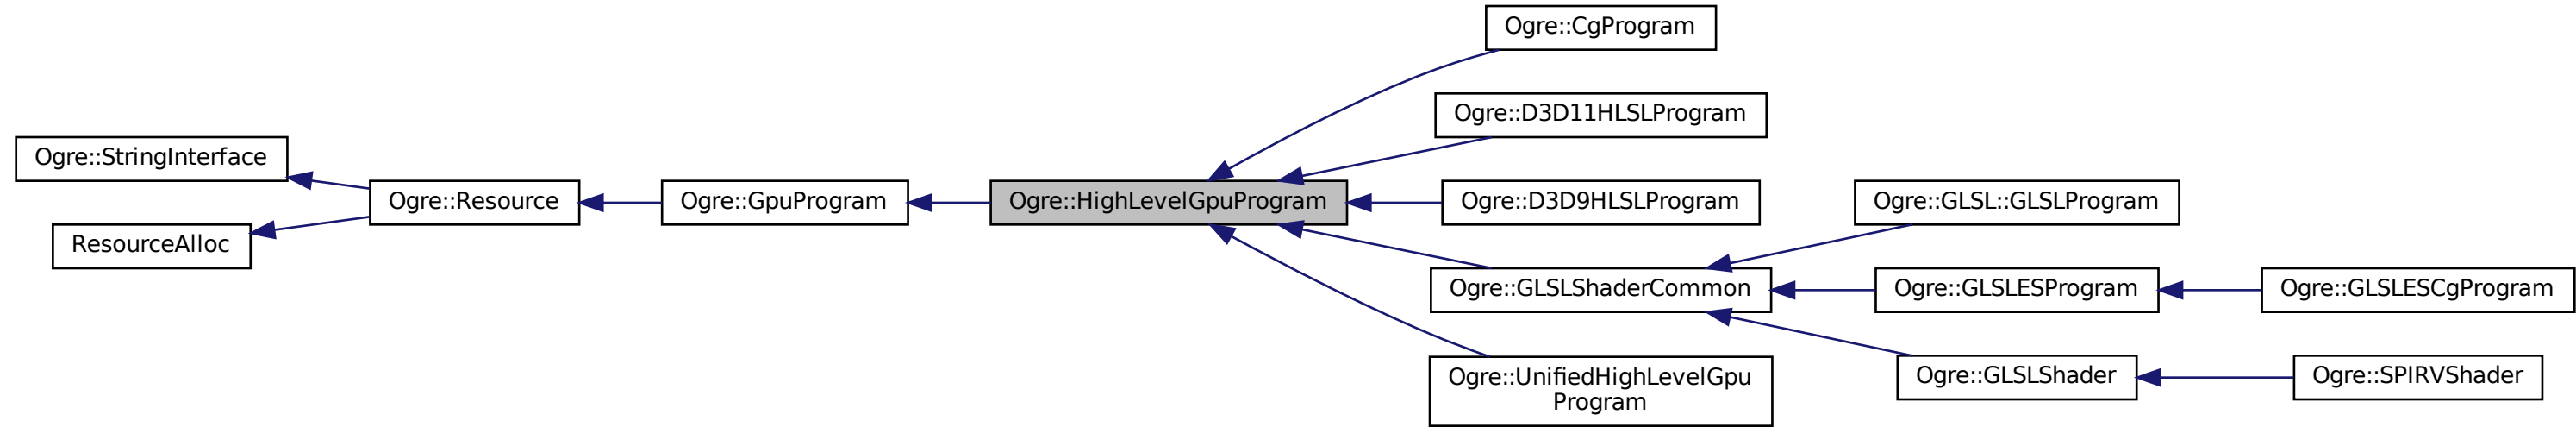 Ogre::StringInterface
ResourceAlloc
Ogre::Resource
Ogre::GpuProgram
Ogre::HighLevelGpuProgram
Ogre::CgProgram
Ogre::D3D11HLSLProgram
Ogre::D3D9HLSLProgram
Ogre::GLSLShaderCommon
Ogre::UnifiedHighLevelGpu
Program
Ogre::GLSL::GLSLProgram
Ogre::GLSLESProgram
Ogre::GLSLShader
Ogre::GLSLESCgProgram
Ogre::SPIRVShader